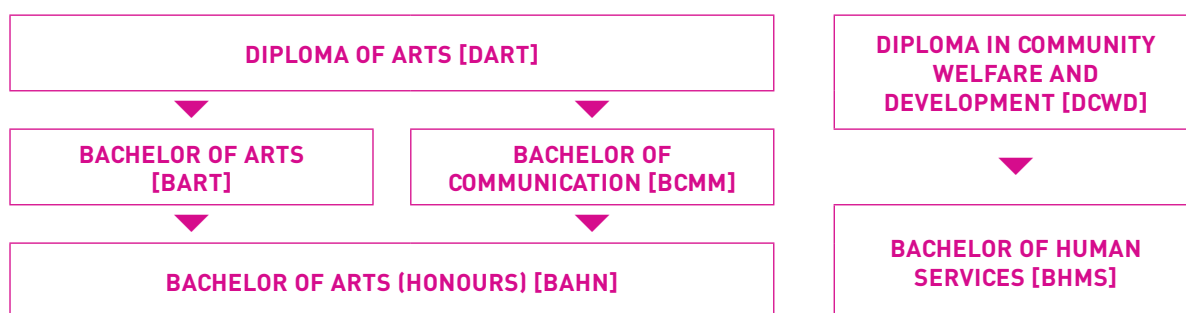 DIPLOMA OF ARTS [DART]
BACHELOR OF ARTS
[BART]
BACHELOR OF
COMMUNICATION [BCMM]
BACHELOR OF ARTS (HONOURS) [BAHN]
DIPLOMA IN COMMUNITY
WELFARE AND
DEVELOPMENT [DCWD]
BACHELOR OF HUMAN
SERVICES [BHMS]